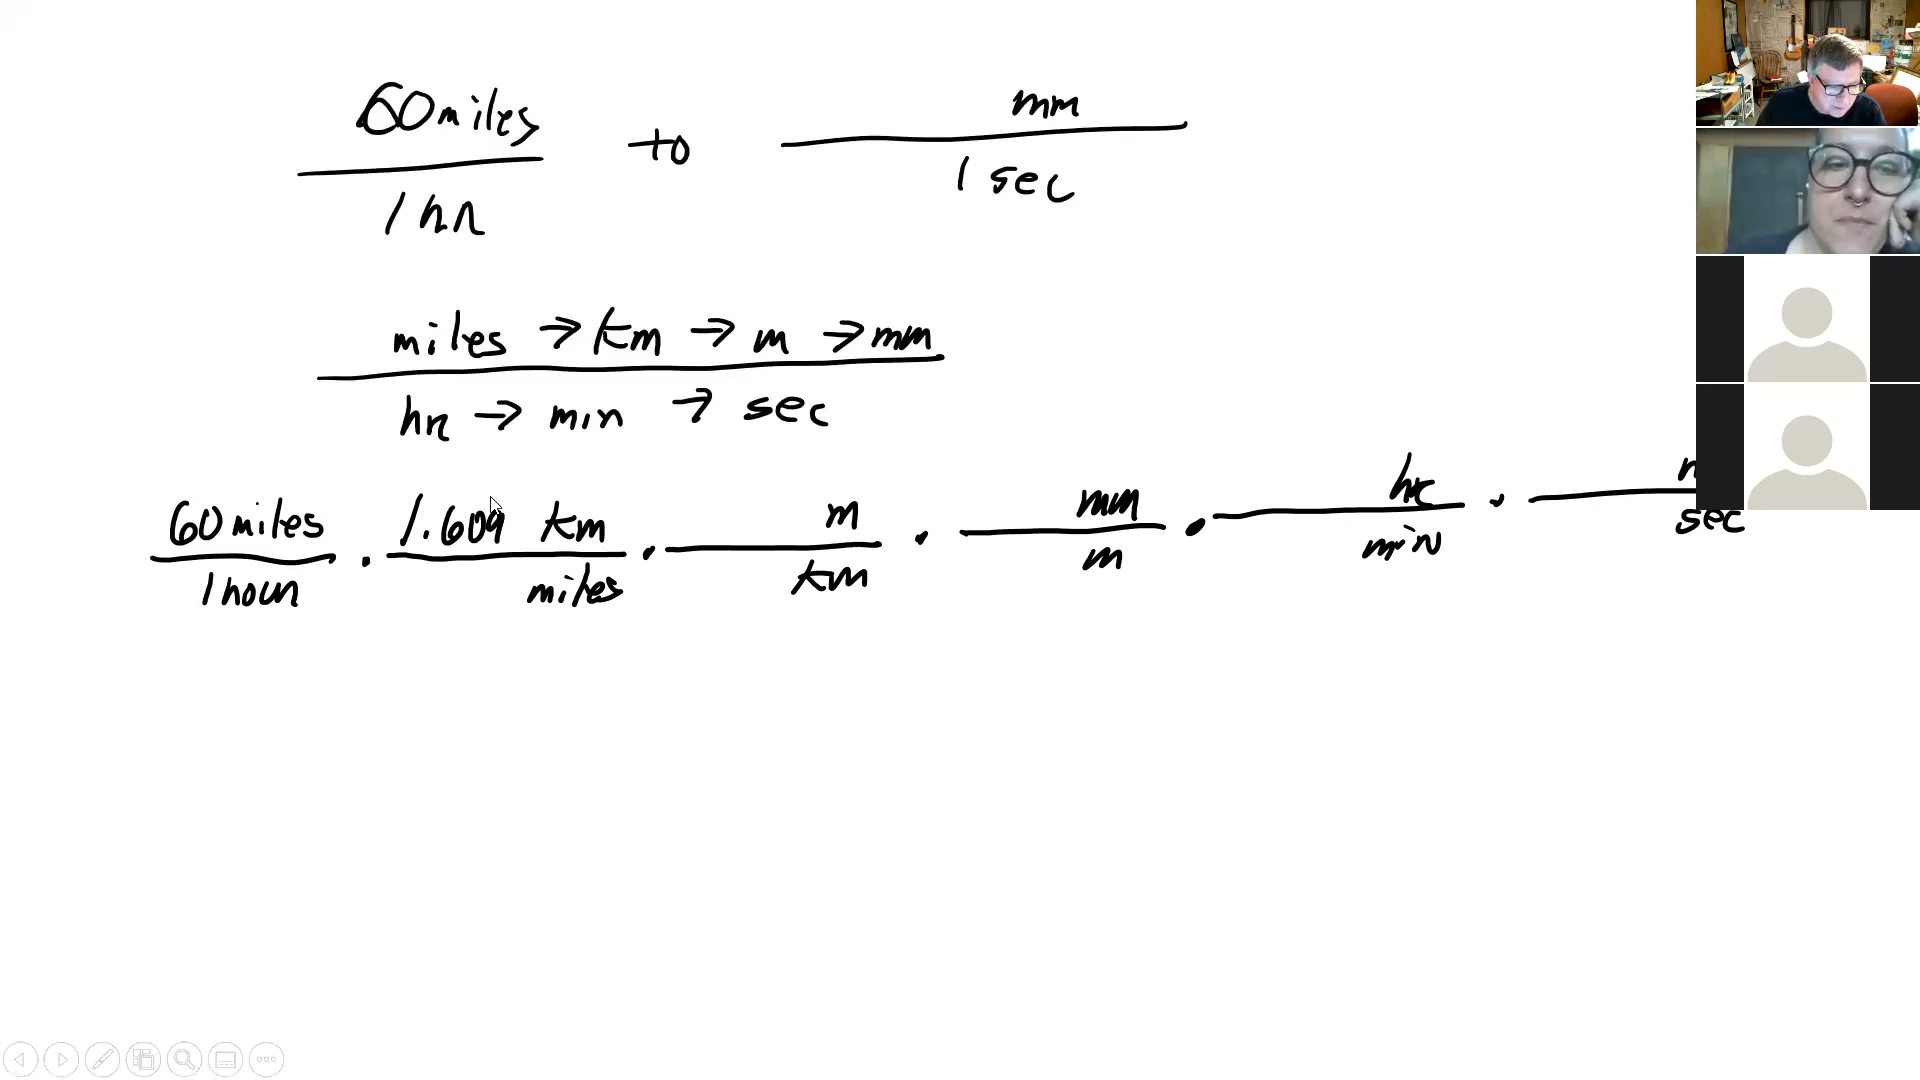 60 miles to mm
1 hr 1 sec
miles → km → m → mm
hr → min → sec
60 miles . 1.609 km . m . mm . hr .
1 hour miles km m min sec